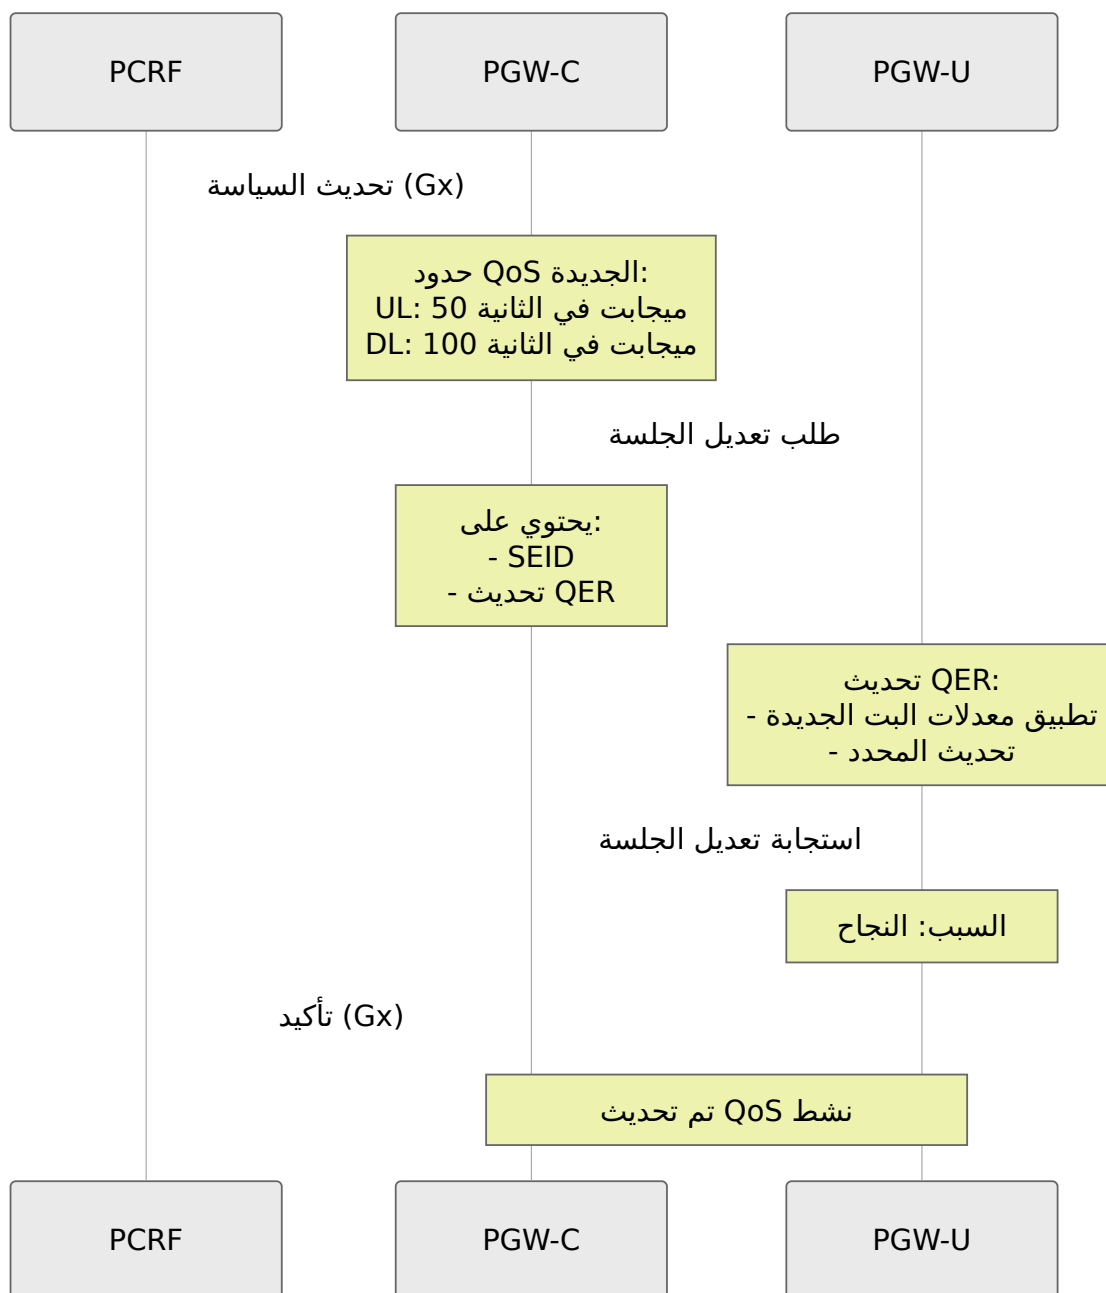 PCRF
PGW-C
PGW-U
تحديث السياسة (Gx)
حدود QoS الجديدة:
UL: 50 ميجابت في الثانية
DL: 100 ميجابت في الثانية
طلب تعديل الجلسة
يحتوي على:
- SEID
- تحديث QER
تحديث QER:
- تطبيق معدلات البت الجديدة
- تحديث المحدد
استجابة تعديل الجلسة
السبب: النجاح
تأكيد (Gx)
تم تحديث QoS نشط
PCRF
PGW-C
PGW-U